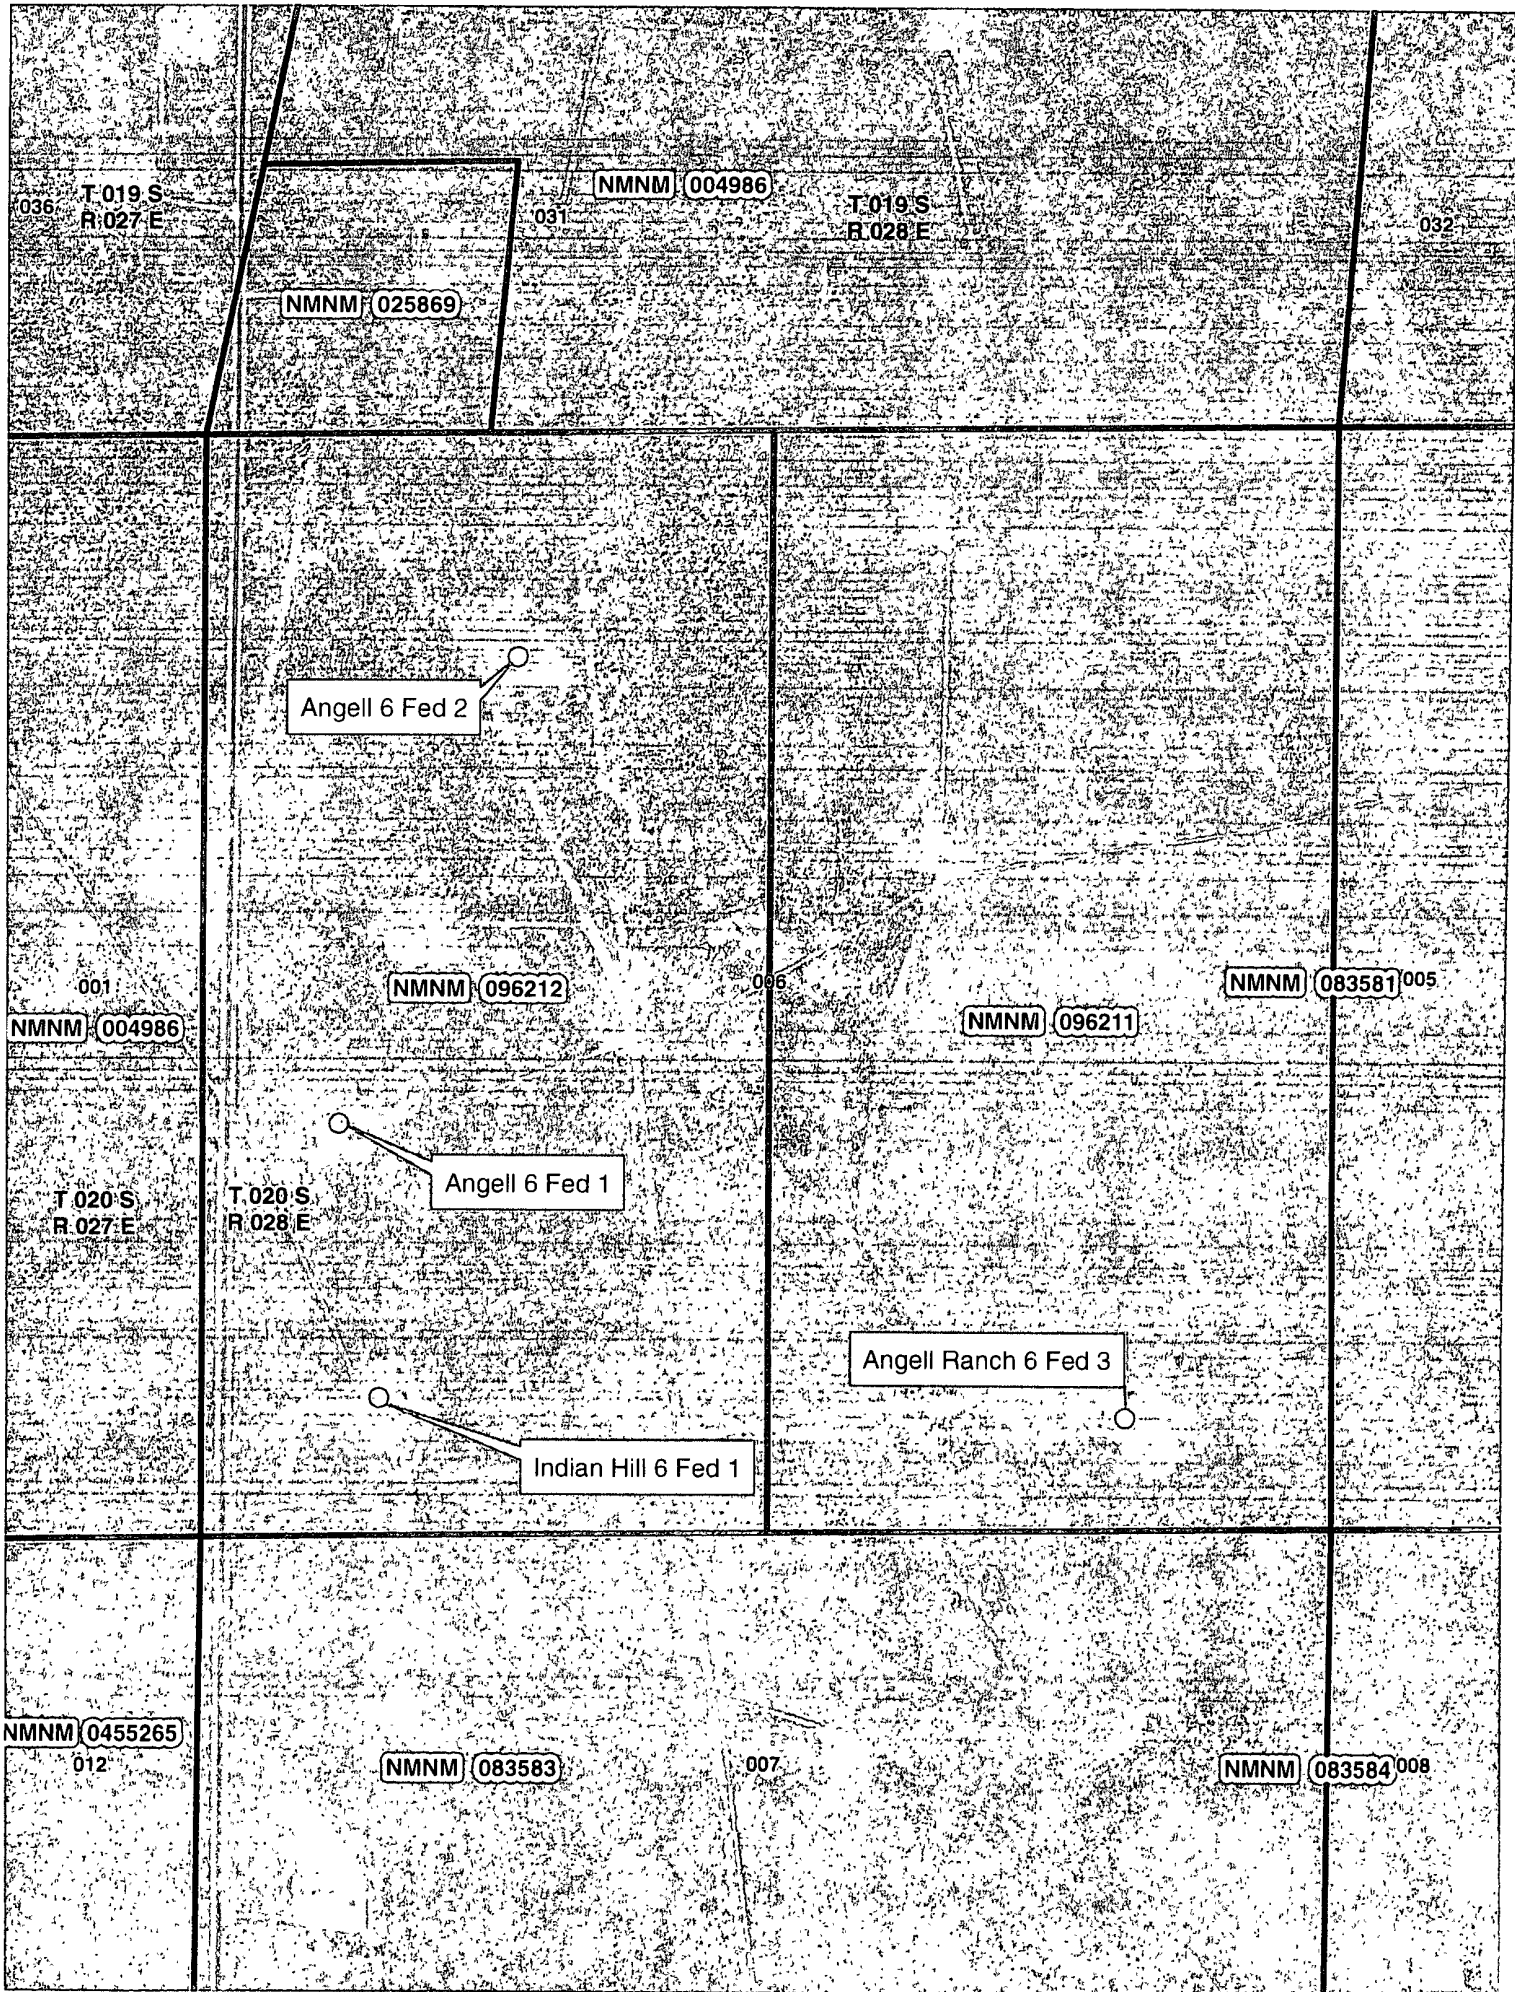 036
T 019 S
R 027 E
NMNM 004986
031
T 019 S
R 028 E
032
NMNM 025869
Angell 6 Fed 2
001
NMNM 004986
NMNM 096212
006
NMNM 096211
NMNM 083581 005
Angell 6 Fed 1
T 020 S
R 027 E
T 020 S
R 028 E
Angell Ranch 6 Fed 3
Indian Hill 6 Fed 1
NMNM 0455265
012
NMNM 083583
007
NMNM 083584 008